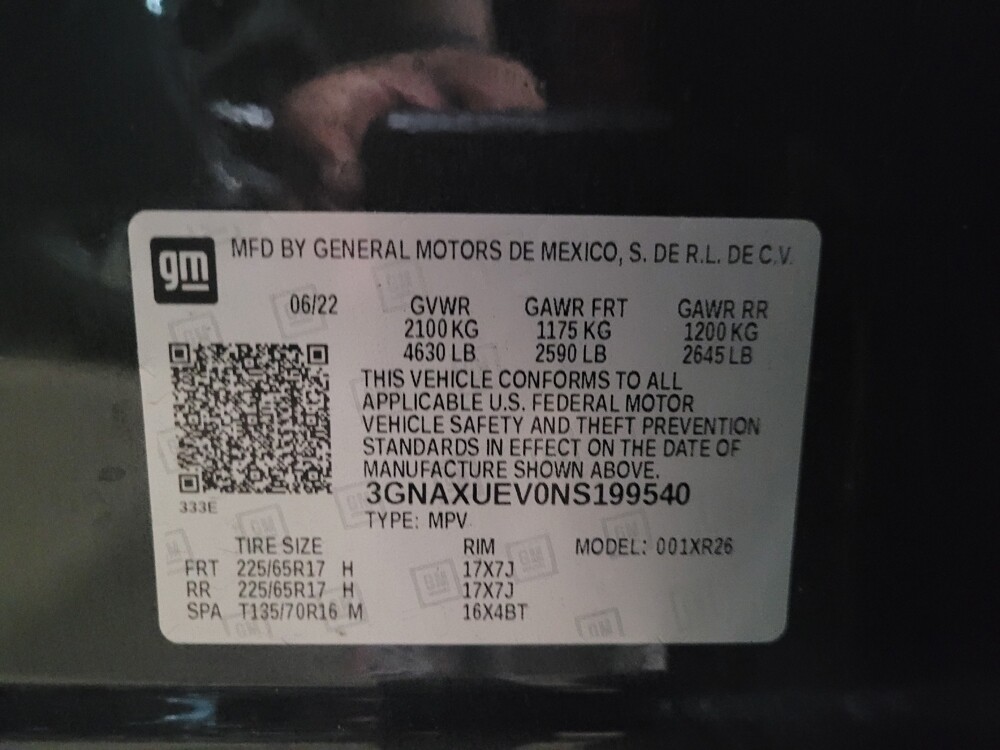 gm
MFD BY GENERAL MOTORS DE MEXICO, S. DE R.L. DE C.V.
06/22 GVWR GAWR FRT GAWR RR
2100 KG 1175 KG 1200 KG
4630 LB 2590 LB 2645 LB
THIS VEHICLE CONFORMS TO ALL
APPLICABLE U.S. FEDERAL MOTOR
VEHICLE SAFETY AND THEFT PREVENTION
STANDARDS IN EFFECT ON THE DATE OF
MANUFACTURE SHOWN ABOVE.
3GNAXUEV0NS199540
333E
TYPE: MPV
TIRE SIZE RIM MODEL: 001XR26
FRT 225/65R17 H 17X7J
RR 225/65R17 H 17X7J
SPA T135/70R16 M 16X4BT